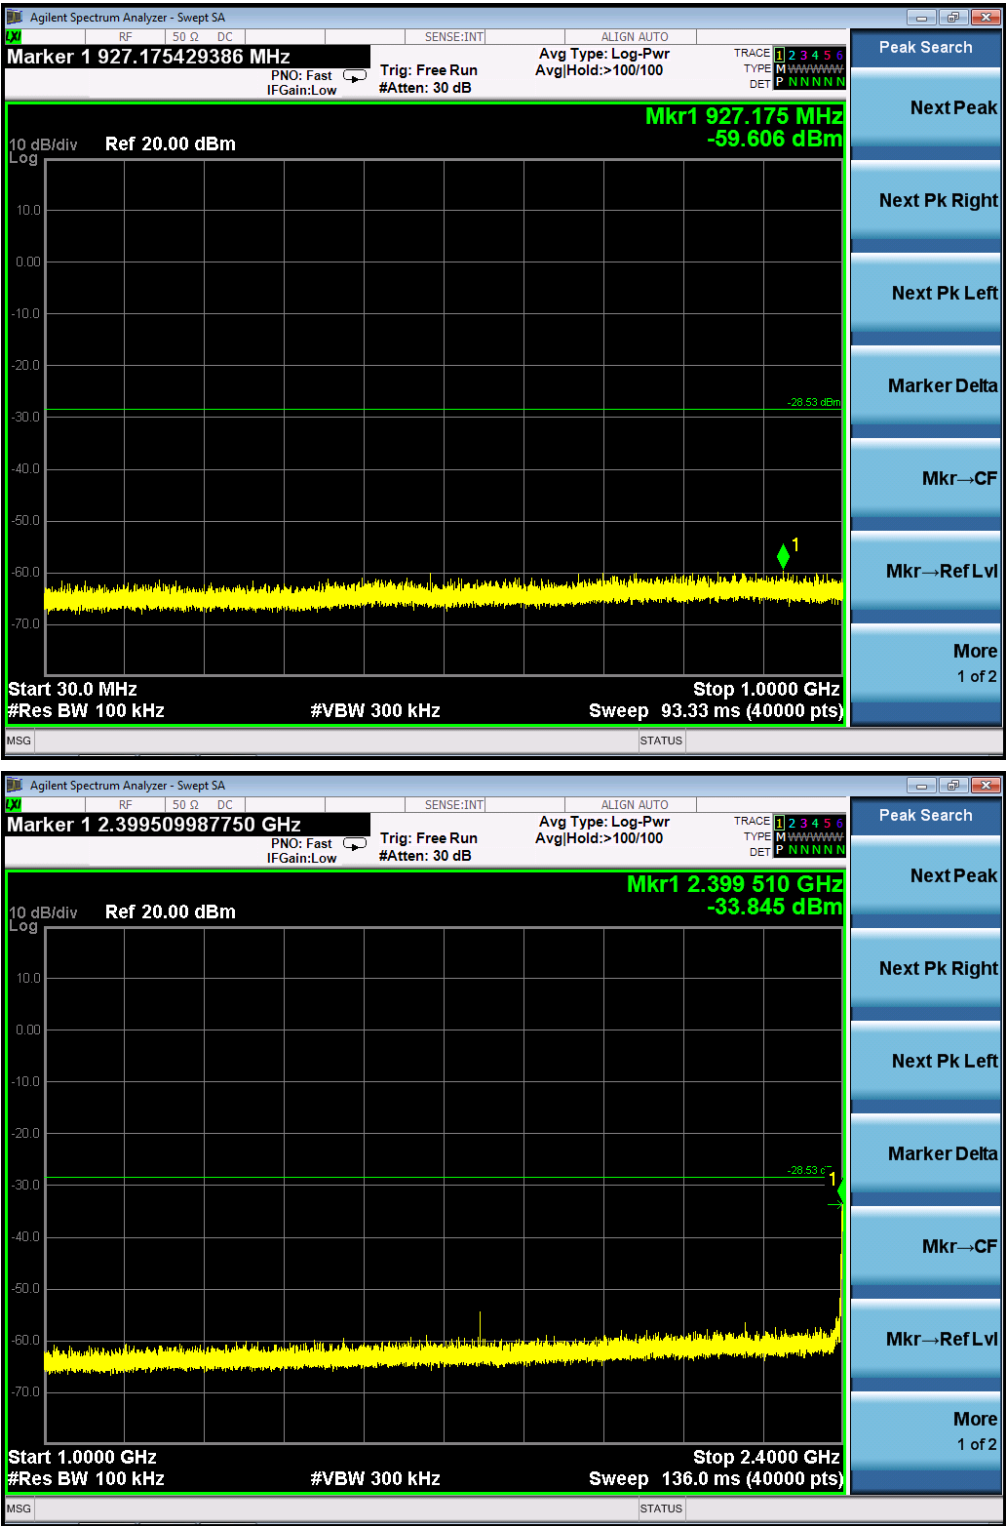 Agilent Spectrum Analyzer - Swept SA
LXI RF 50 Ω DC SENSE:INT ALIGN AUTO
Marker 1 927.175429386 MHz
PNO: Fast
IFGain:Low
Trig: Free Run
#Atten: 30 dB
Avg Type: Log-Pwr
Avg|Hold:>100/100
TRACE 1 2 3 4 5 6
TYPE M WWWWW
DET P N N N N N
Mkr1 927.175 MHz
-59.606 dBm
10 dB/div Ref 20.00 dBm
Log
10.0
0.00
-10.0
-20.0
-28.53 dBm
-30.0
-40.0
-50.0
1
-60.0
-70.0
Start 30.0 MHz Stop 1.0000 GHz
#Res BW 100 kHz #VBW 300 kHz Sweep 93.33 ms (40000 pts)
MSG STATUS
Peak Search
Next Peak
Next Pk Right
Next Pk Left
Marker Delta
Mkr→CF
Mkr→Ref Lvl
More
1 of 2
Agilent Spectrum Analyzer - Swept SA
LXI RF 50 Ω DC SENSE:INT ALIGN AUTO
Marker 1 2.399509987750 GHz
PNO: Fast
IFGain:Low
Trig: Free Run
#Atten: 30 dB
Avg Type: Log-Pwr
Avg|Hold:>100/100
TRACE 1 2 3 4 5 6
TYPE M WWWWW
DET P N N N N N
Mkr1 2.399 510 GHz
-33.845 dBm
10 dB/div Ref 20.00 dBm
Log
10.0
0.00
-10.0
-20.0
-28.53
1
-30.0
-40.0
-50.0
-60.0
-70.0
Start 1.0000 GHz Stop 2.4000 GHz
#Res BW 100 kHz #VBW 300 kHz Sweep 136.0 ms (40000 pts)
MSG STATUS
Peak Search
Next Peak
Next Pk Right
Next Pk Left
Marker Delta
Mkr→CF
Mkr→Ref Lvl
More
1 of 2